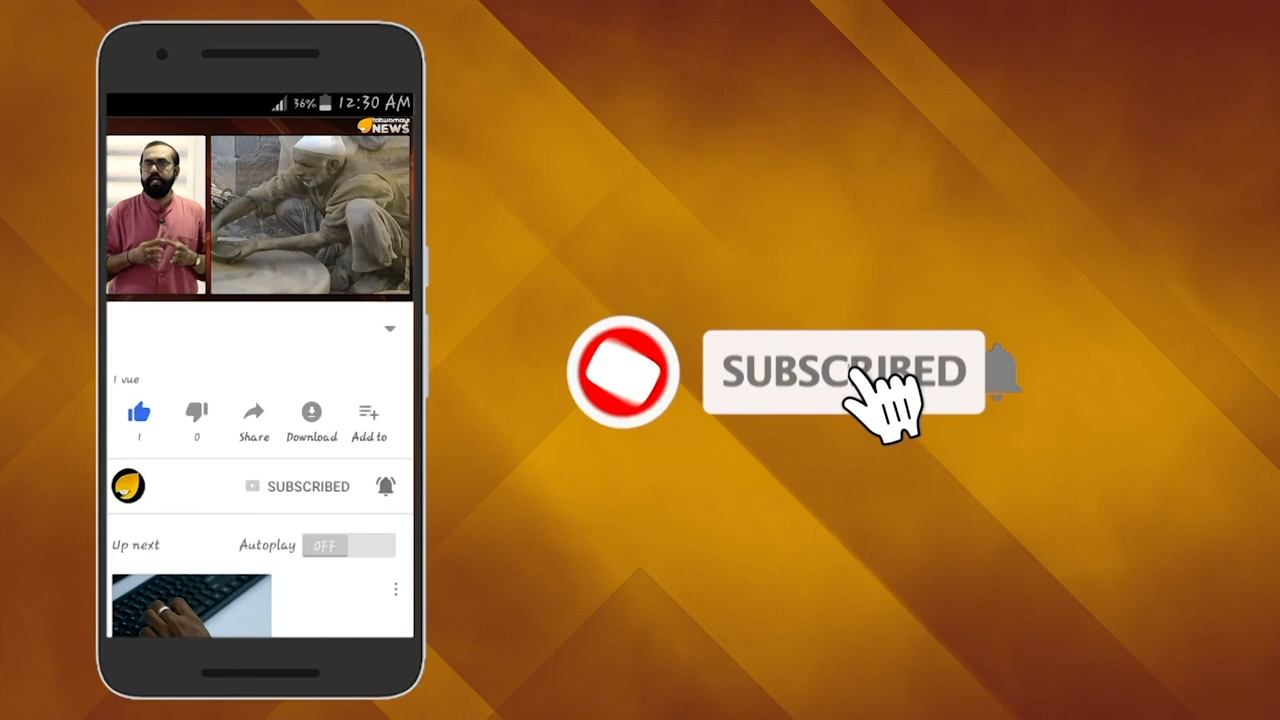 36% 12:30 AM
tatwamayi
NEWS
1 vue
1
0
Share
Download
Add to
SUBSCRIBED
Up next
Autoplay
OFF
SUBSCRIBED